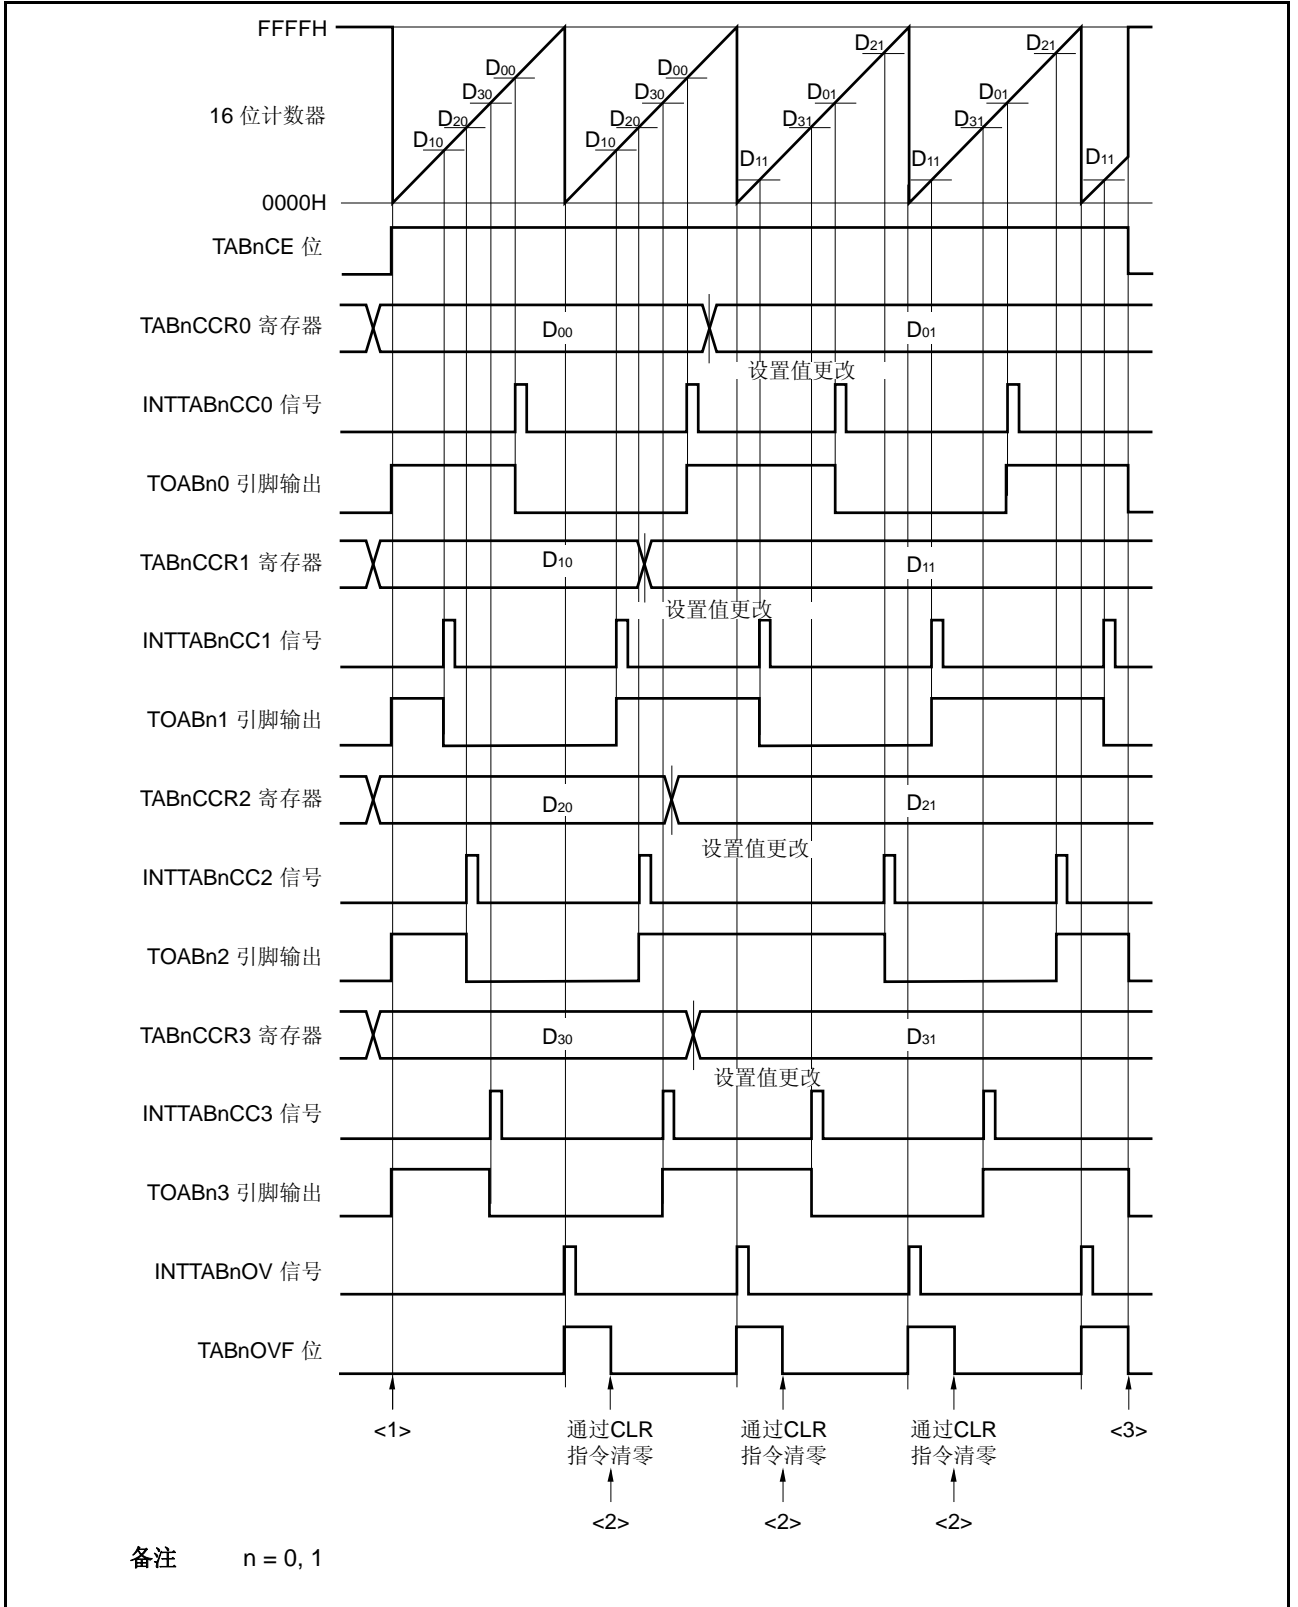 FFFFH
D21 D21
D00 D00
D30 D30 D01 D01
16 位计数器
D20 D20 D31 D31
D10 D10 D11 D11 D11
0000H
TABnCE 位
TABnCCR0 寄存器 D00 D01
设置值更改
INTTABnCC0 信号
TOABn0 引脚输出
TABnCCR1 寄存器 D10 D11
设置值更改
INTTABnCC1 信号
TOABn1 引脚输出
TABnCCR2 寄存器 D20 D21
设置值更改
INTTABnCC2 信号
TOABn2 引脚输出
TABnCCR3 寄存器 D30 D31
设置值更改
INTTABnCC3 信号
TOABn3 引脚输出
INTTABnOV 信号
TABnOVF 位
<1> 通过CLR 通过CLR 通过CLR <3>
指令清零 指令清零 指令清零
<2> <2> <2>
备注 n = 0, 1